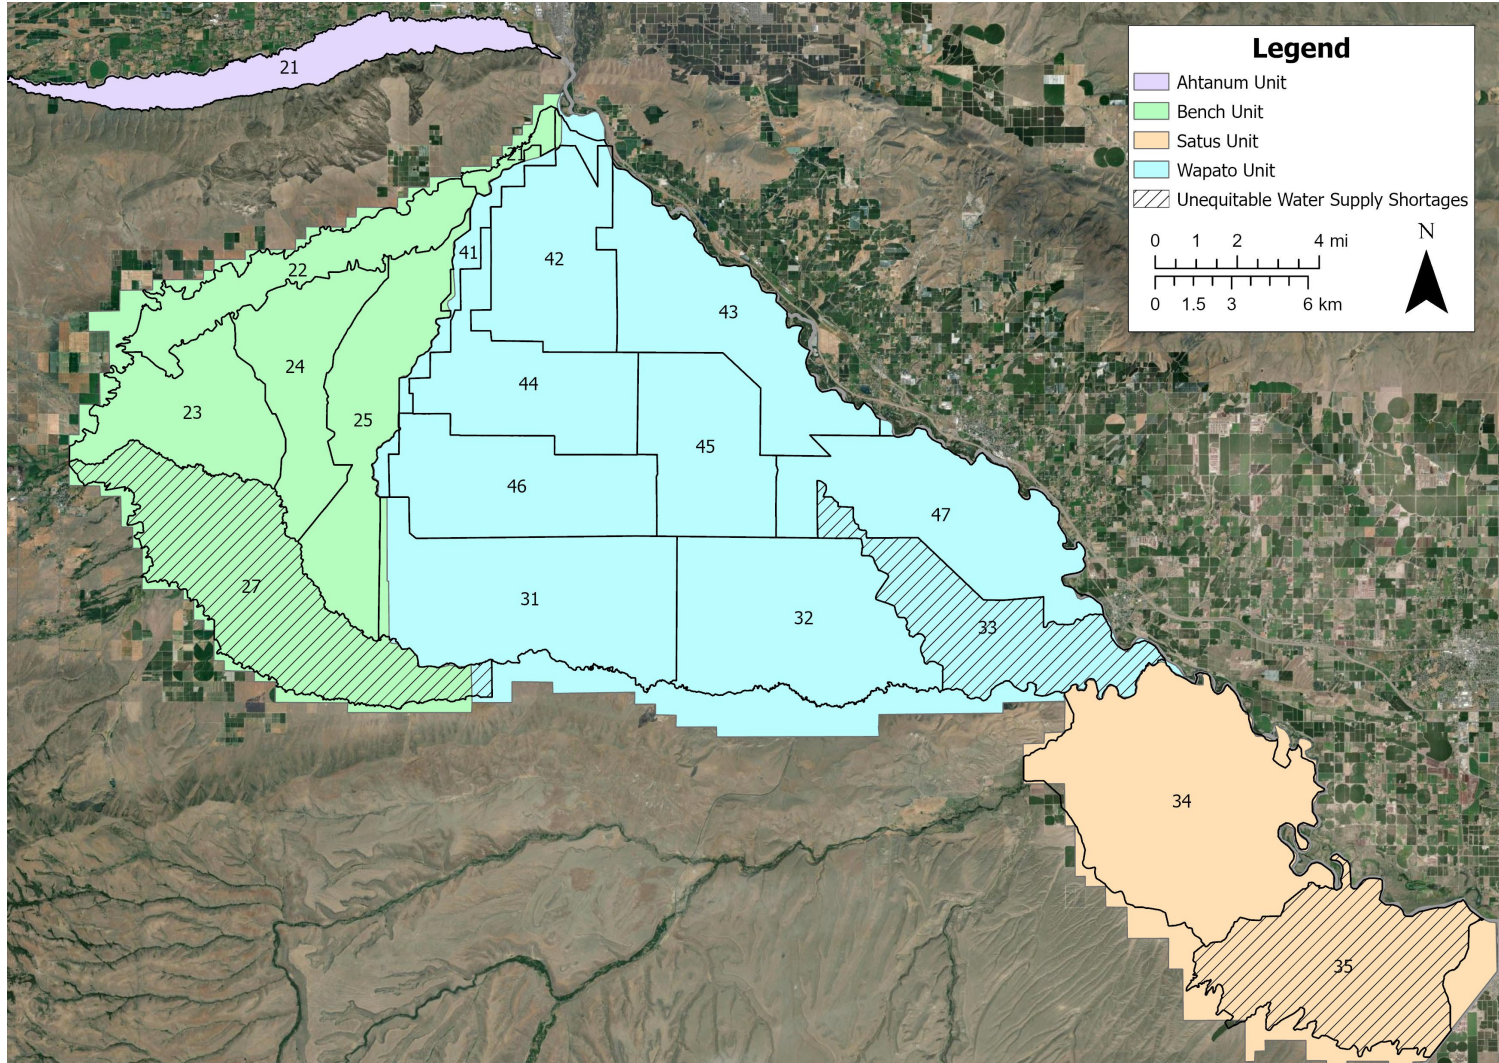 Legend
Ahtanum Unit
Bench Unit
Satus Unit
Wapato Unit
Unequitable Water Supply Shortages
0 1 2 4 mi
0 1.5 3 6 km
N
21
21
41
42
22
43
24
44
23
25
45
46
47
27
31
32
33
34
35